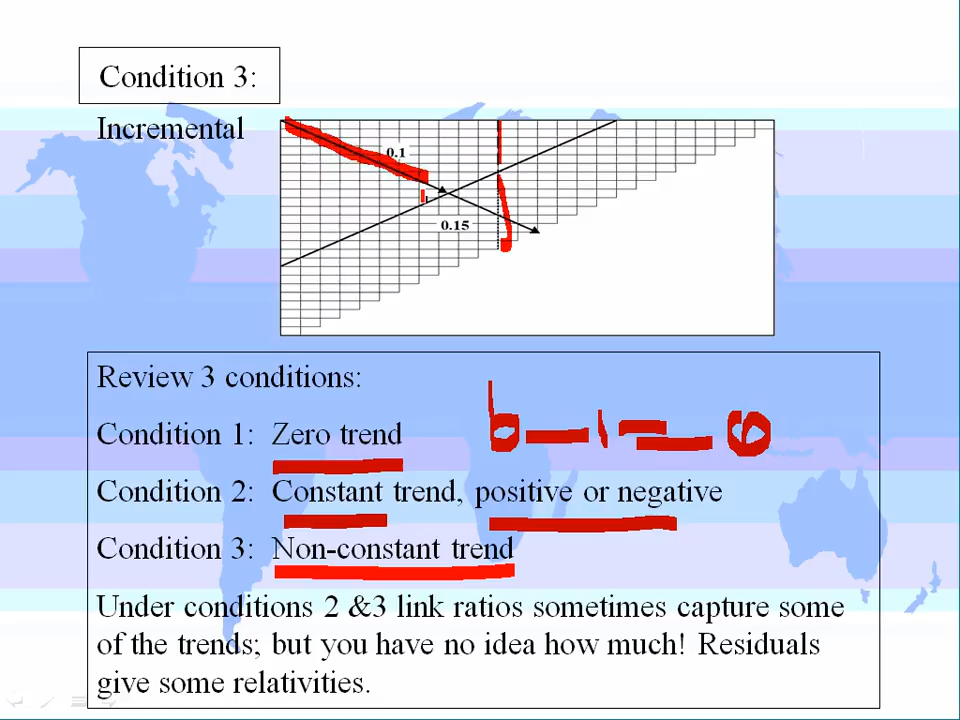 Condition 3:
Incremental
0.1
0.15
Review 3 conditions:
Condition 1: Zero trend
b - 1 = 0
Condition 2: Constant trend, positive or negative
Condition 3: Non-constant trend
Under conditions 2 &3 link ratios sometimes capture some
of the trends; but you have no idea how much! Residuals
give some relativities.